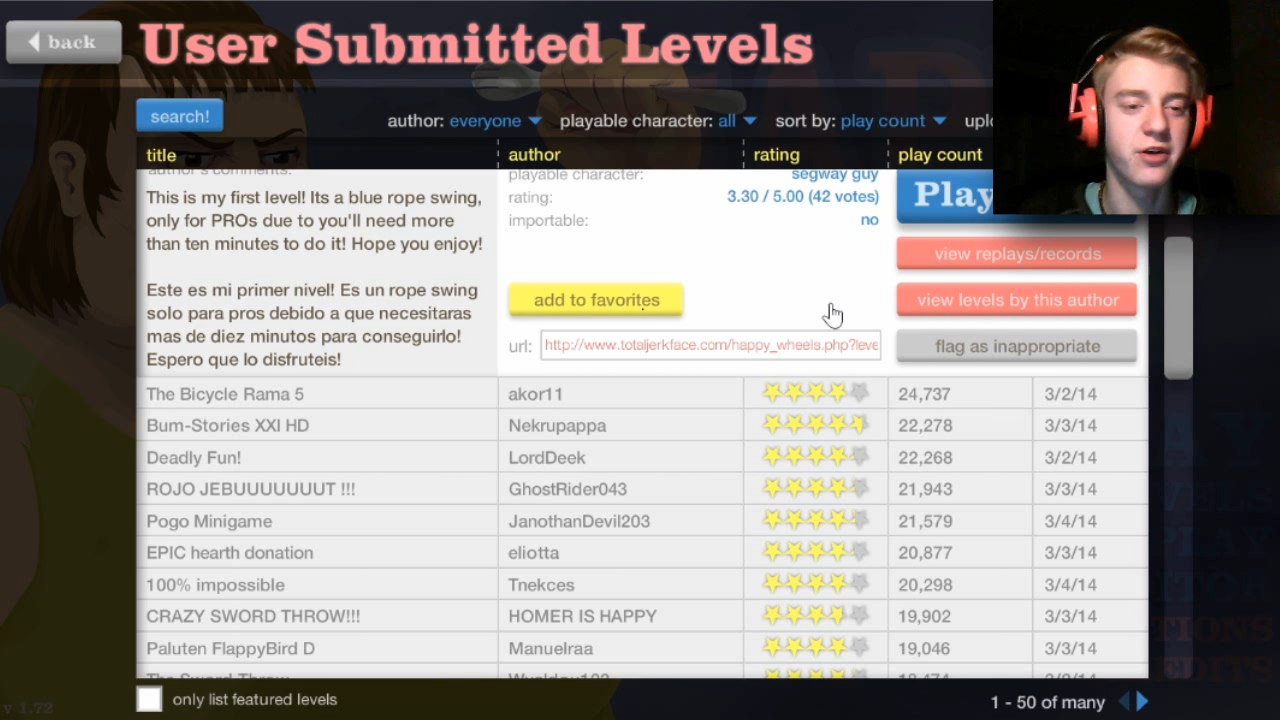 back
User Submitted Levels
search!
author: everyone
playable character: all
sort by: play count
uplo
title
author
rating
play count
author's comments:
This is my first level! Its a blue rope swing,
only for PROs due to you'll need more
than ten minutes to do it! Hope you enjoy!
Este es mi primer nivel! Es un rope swing
solo para pros debido a que necesitaras
mas de diez minutos para conseguirlo!
Espero que lo disfruteis!
playable character: segway guy
rating: 3.30 / 5.00 (42 votes)
importable: no
add to favorites
url: http://www.totaljerkface.com/happy_wheels.php?leve
Play
view replays/records
view levels by this author
flag as inappropriate
The Bicycle Rama 5 akor11 24,737 3/2/14
Bum-Stories XXI HD Nekrupappa 22,278 3/3/14
Deadly Fun! LordDeek 22,268 3/2/14
ROJO JEBUUUUUUUT !!! GhostRider043 21,943 3/3/14
Pogo Minigame JanothanDevil203 21,579 3/4/14
EPIC hearth donation eliotta 20,877 3/3/14
100% impossible Tnekces 20,298 3/4/14
CRAZY SWORD THROW!!! HOMER IS HAPPY 19,902 3/3/14
Paluten FlappyBird D Manuelraa 19,046 3/3/14
The Sword Throw
only list featured levels
1 - 50 of many
v 1.72